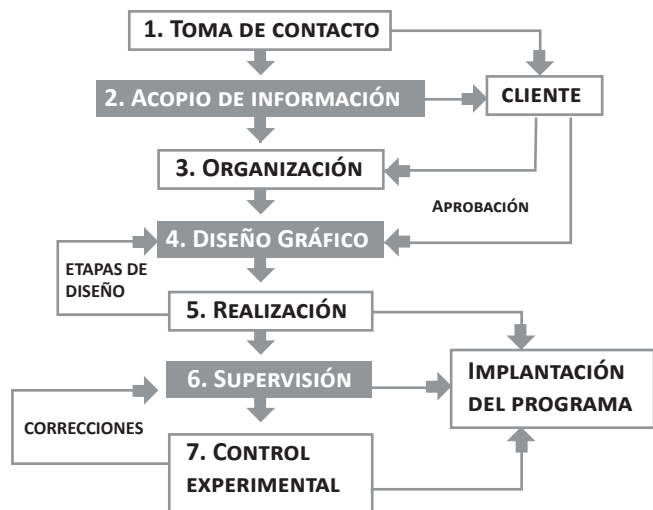 1. Toma de contacto
2. Acopio de información
cliente
3. Organización
Aprobación
4. Diseño Gráfico
etapas de
diseño
5. Realización
6. Supervisión
Implantación
del programa
correcciones
7. Control
experimental